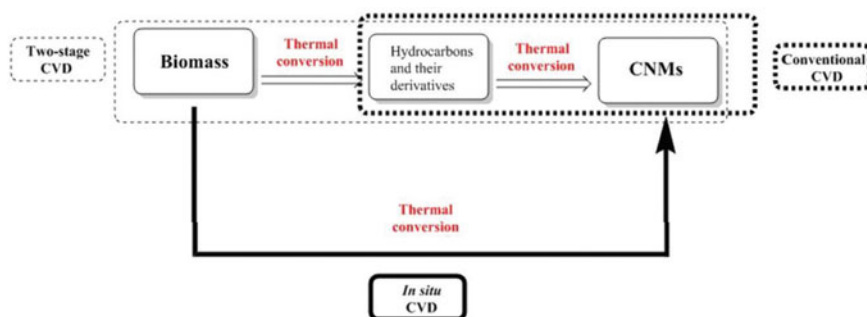 Two-stage
CVD
Biomass
Thermal
conversion
Hydrocarbons
and their
derivatives
Thermal
conversion
CNMs
Conventional
CVD
Thermal
conversion
In situ
CVD